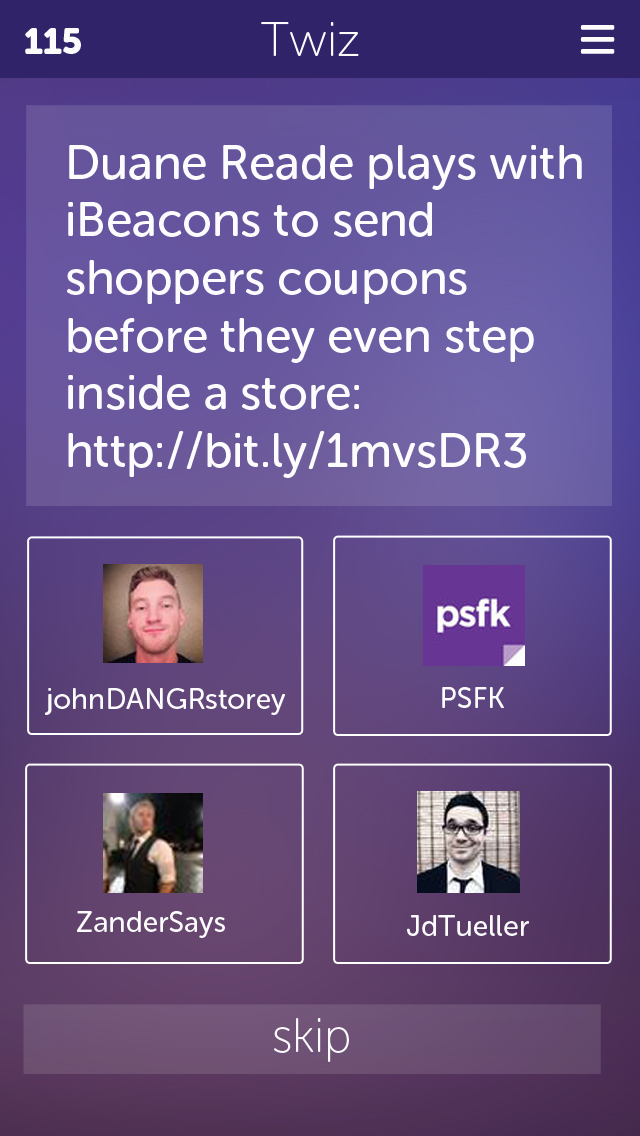 115
Twiz
Duane Reade plays with
iBeacons to send
shoppers coupons
before they even step
inside a store:
http://bit.ly/1mvsDR3
johnDANGRstorey
psfk
PSFK
ZanderSays
JdTueller
skip